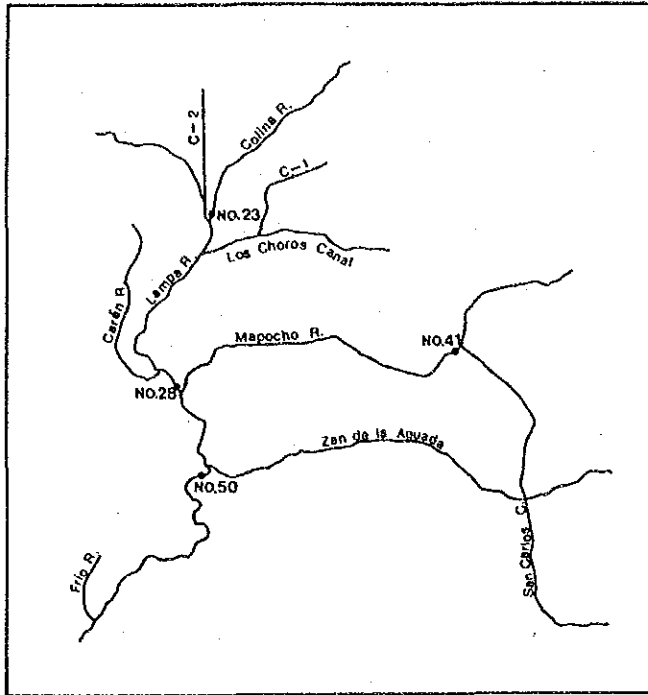 C-2
Colina R.
C-1
NO.23
Los Choros Canal
Lampa R.
Carén R.
Mapocho R.
NO.41
NO.28
Zan de la Aguada
NO.50
San Carlos C.
Frio R.